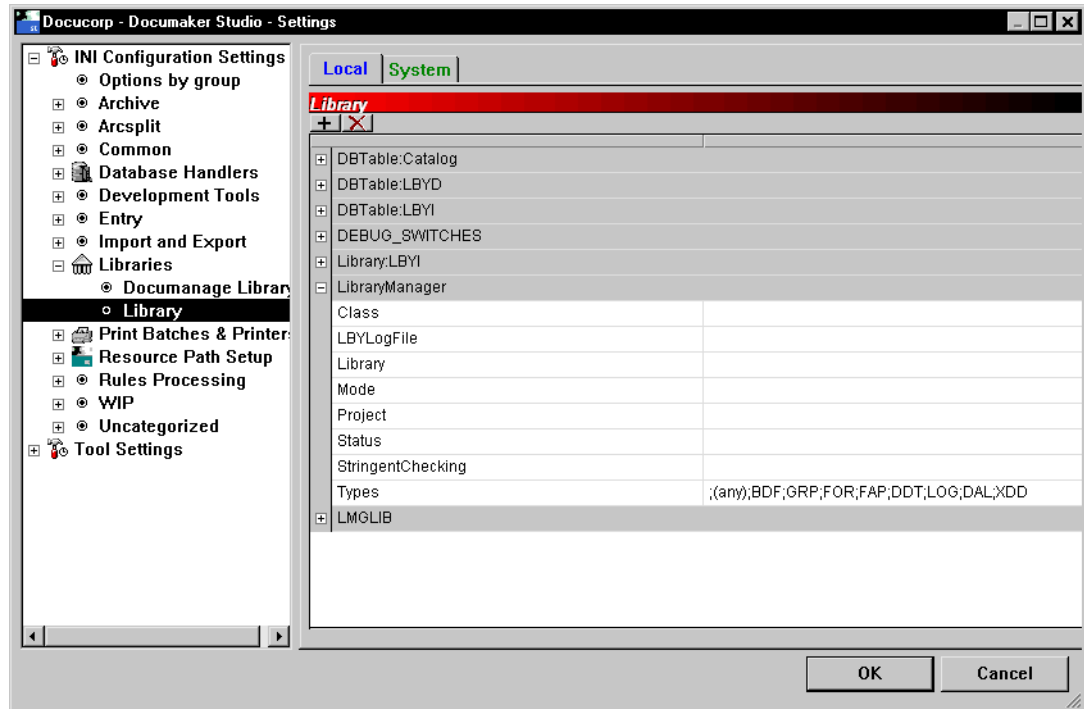 Docucorp - Documaker Studio - Settings
INI Configuration Settings
Options by group
Archive
Arcsplit
Common
Database Handlers
Development Tools
Entry
Import and Export
Libraries
Documanage Library
Library
Print Batches & Printer
Resource Path Setup
Rules Processing
WIP
Uncategorized
Tool Settings
Local System
Library
DBTable:Catalog
DBTable:LBYD
DBTable:LBYI
DEBUG_SWITCHES
Library:LBYI
LibraryManager
Class
LBYLogFile
Library
Mode
Project
Status
StringentChecking
Types ;(any);BDF;GRP;FOR;FAP;DDT;LOG;DAL;XDD
LMGLIB
OK Cancel